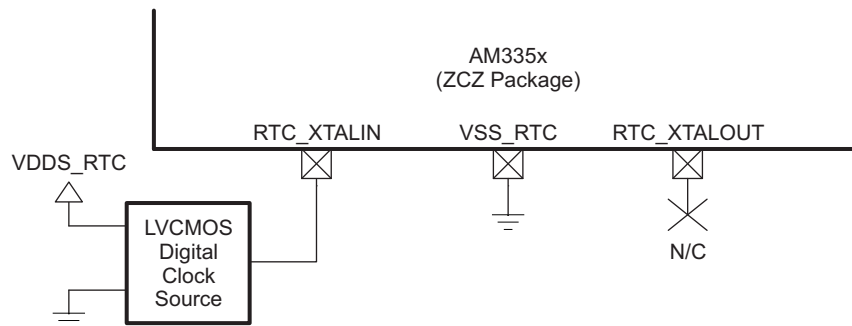 AM335x
(ZCZ Package)
RTC_XTALIN
VSS_RTC
RTC_XTALOUT
VDDS_RTC
LVCMOS
Digital
Clock
Source
N/C